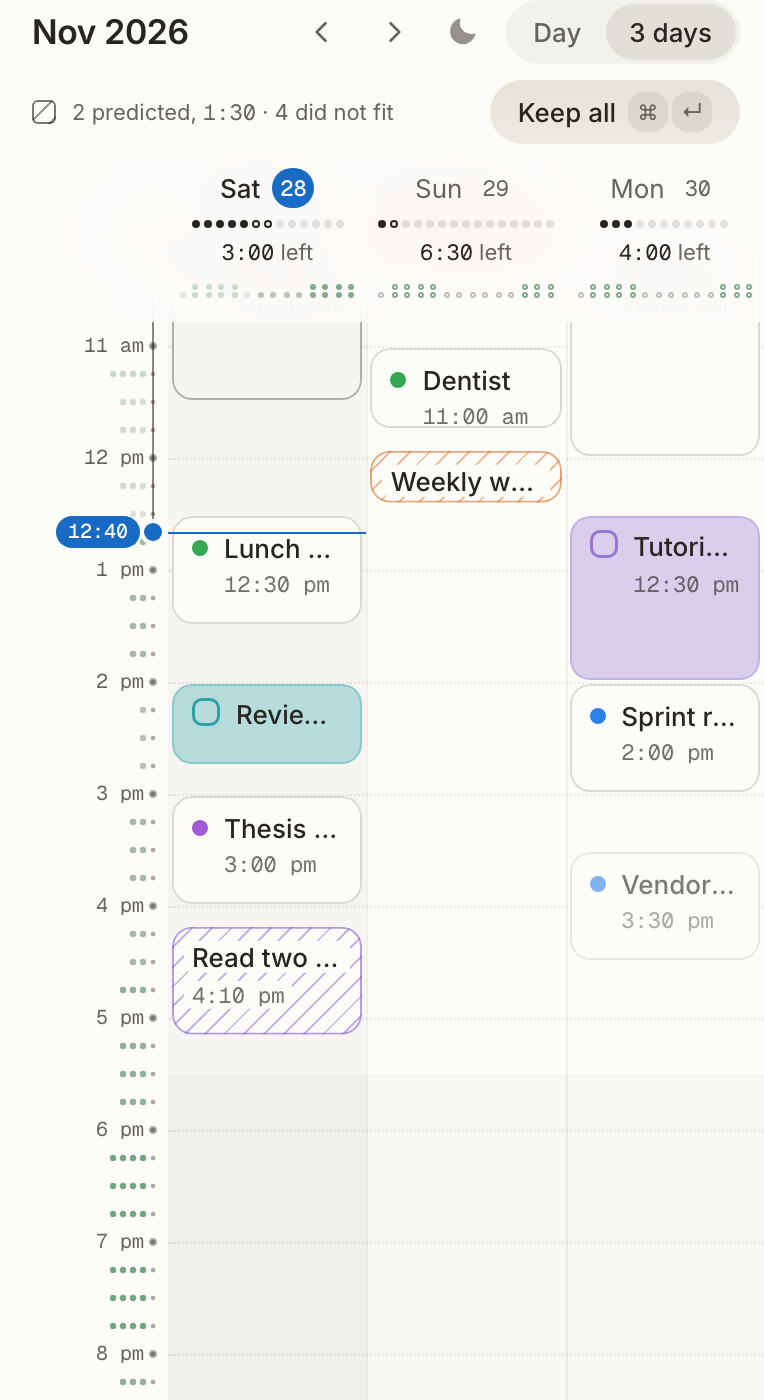 Nov 2026
Day
3 days
2 predicted, 1:30 · 4 did not fit
Keep all ⌘ ↵
Sat 28
3:00 left
Sun 29
6:30 left
Mon 30
4:00 left
11 am
Dentist
11:00 am
12 pm
Weekly w...
12:40
Lunch ...
12:30 pm
Tutori...
12:30 pm
1 pm
2 pm
Revie...
Sprint r...
2:00 pm
3 pm
Thesis ...
3:00 pm
Vendor...
3:30 pm
4 pm
Read two ...
4:10 pm
5 pm
6 pm
7 pm
8 pm